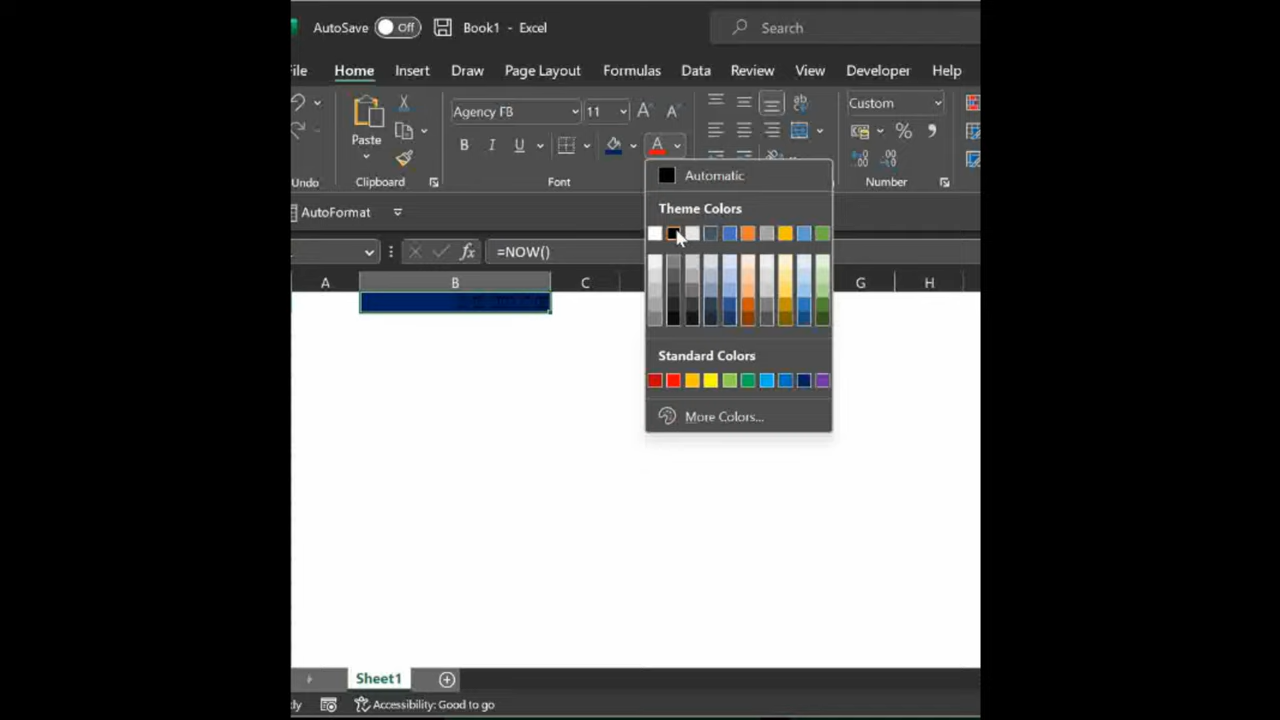 AutoSave Off Book1 - Excel Search
ile Home Insert Draw Page Layout Formulas Data Review View Developer Help
Agency FB 11 Custom
Paste
B I U A
Undo Clipboard Font Number
Automatic
AutoFormat
Theme Colors
fx =NOW()
A B C G H
Standard Colors
More Colors...
Sheet1
Accessibility: Good to go